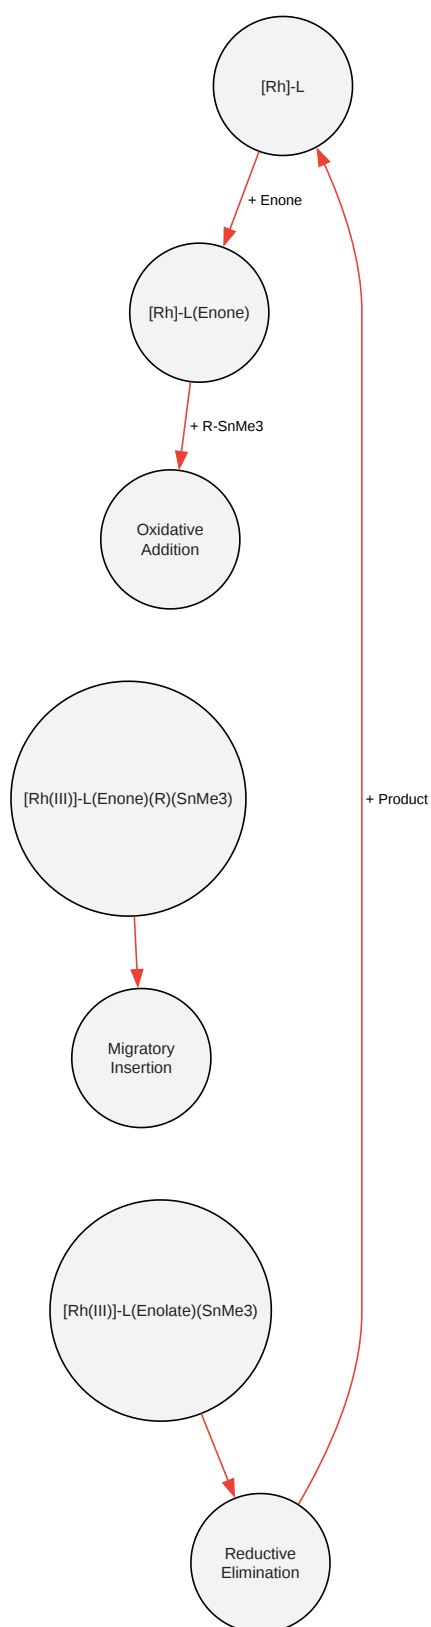 [Rh]-L
+ Enone
[Rh]-L(Enone)
+ R-SnMe3
Oxidative
Addition
[Rh(III)]-L(Enone)(R)(SnMe3)
+ Product
Migratory
Insertion
[Rh(III)]-L(Enolate)(SnMe3)
Reductive
Elimination